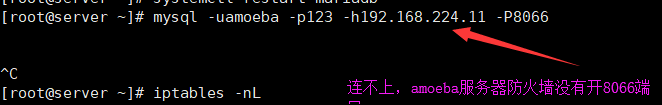 [root@server ~]# systemctl restart mariadb
[root@server ~]# mysql -uamoeba -p123 -h192.168.224.11 -P8066
^C
[root@server ~]# iptables -nL
连不上，amoeba服务器防火墙没有开8066端